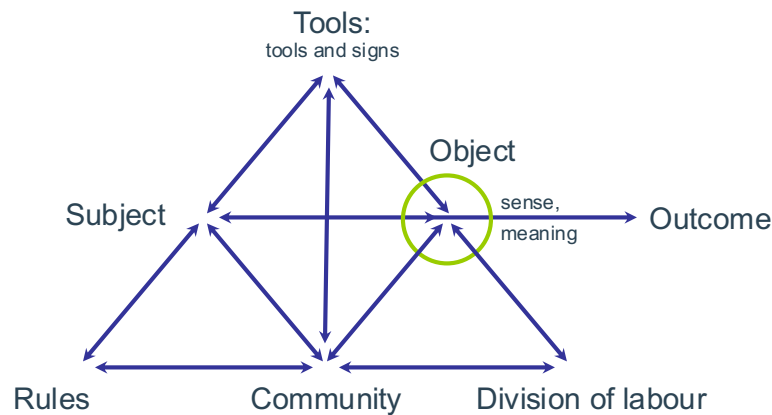 Tools:
tools and signs
Object
Subject
sense,
meaning
Outcome
Rules
Community
Division of labour